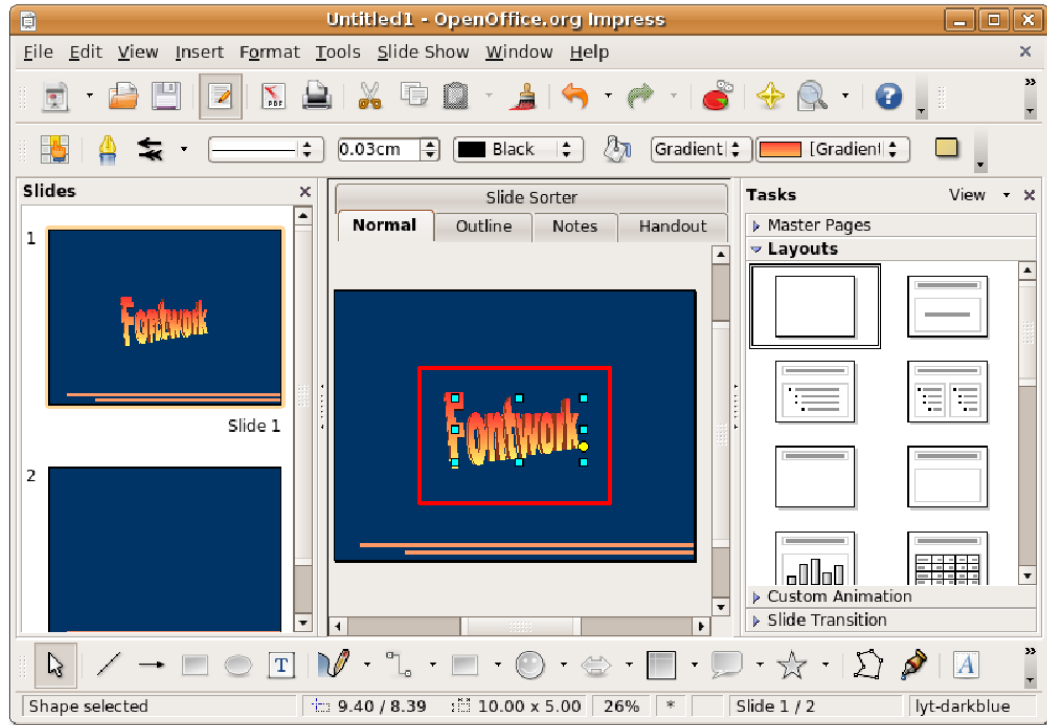 Untitled1 - OpenOffice.org Impress
File Edit View Insert Format Tools Slide Show Window Help
PDF
0.03cm Black Gradient [Gradient
Slides
Slide Sorter
Tasks View
Normal Outline Notes Handout
Master Pages
Layouts
1
Fontwork
Fontwork
Slide 1
2
Custom Animation
Slide Transition
T
A
Shape selected 9.40 / 8.39 10.00 x 5.00 26% * Slide 1 / 2 lyt-darkblue